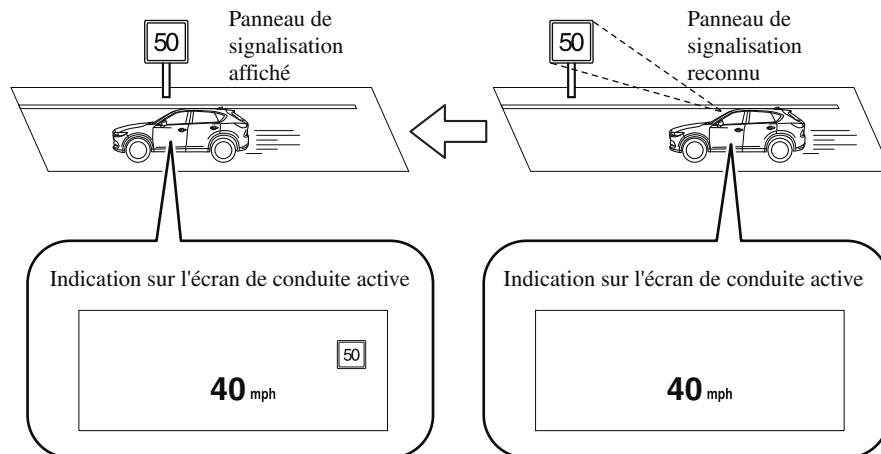 50
Panneau de
signalisation
affiché
50
Panneau de
signalisation
reconnu
Indication sur l'écran de conduite active
50
40 mph
Indication sur l'écran de conduite active
40 mph